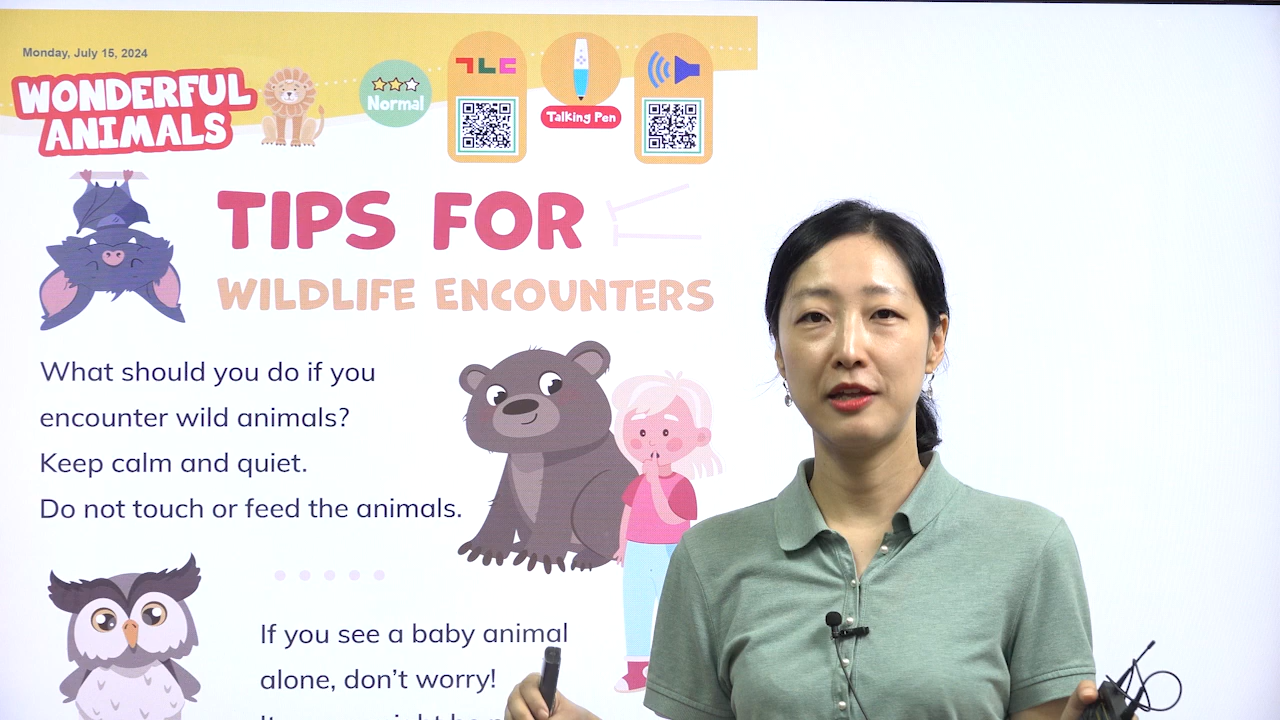 Monday, July 15, 2024
WONDERFUL
ANIMALS
Normal
ㄱㄴㄷ
Talking Pen
TIPS FOR
WILDLIFE ENCOUNTERS
What should you do if you
encounter wild animals?
Keep calm and quiet.
Do not touch or feed the animals.
If you see a baby animal
alone, don’t worry!